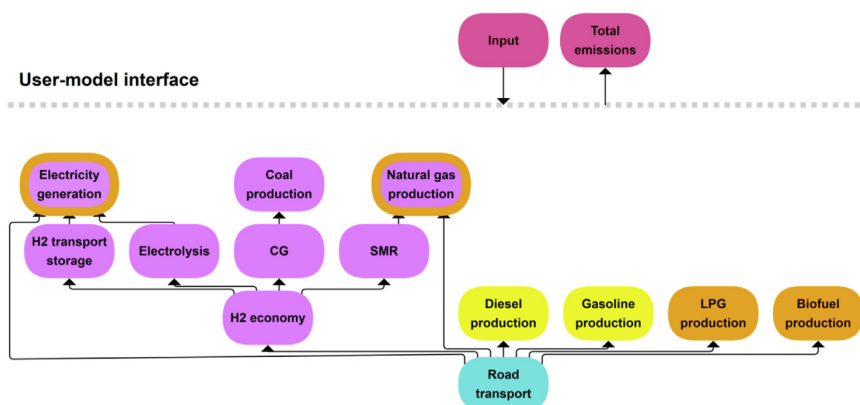 Input
Total
emissions
User-model interface
Electricity
generation
Coal
production
Natural gas
production
H2 transport
storage
Electrolysis
CG
SMR
H2 economy
Diesel
production
Gasoline
production
LPG
production
Biofuel
production
Road
transport